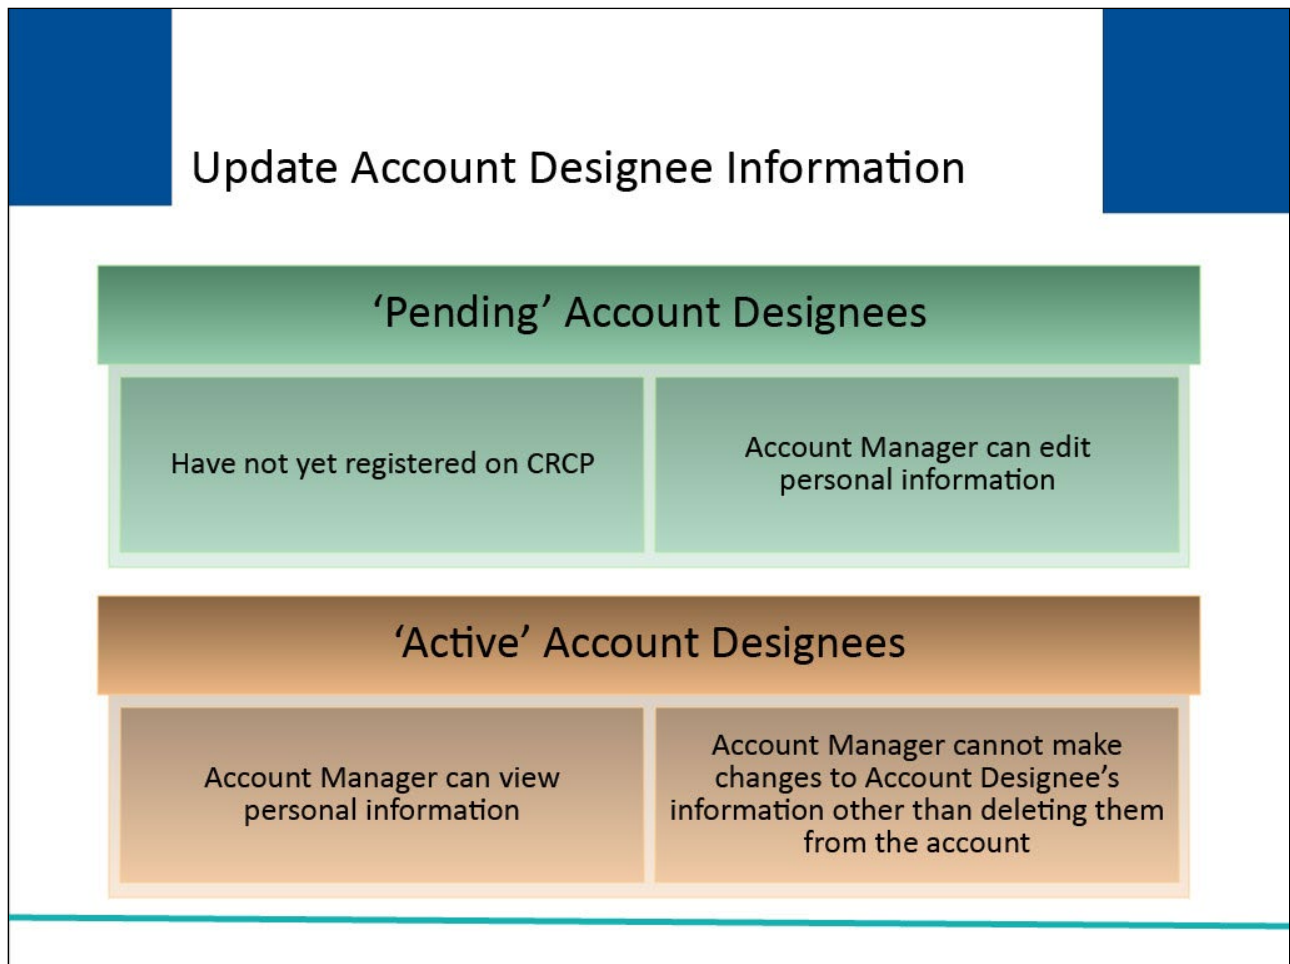 Update Account Designee Information
‘Pending’ Account Designees
Have not yet registered on CRCP
Account Manager can edit
personal information
‘Active’ Account Designees
Account Manager can view
personal information
Account Manager cannot make
changes to Account Designee’s
information other than deleting them
from the account